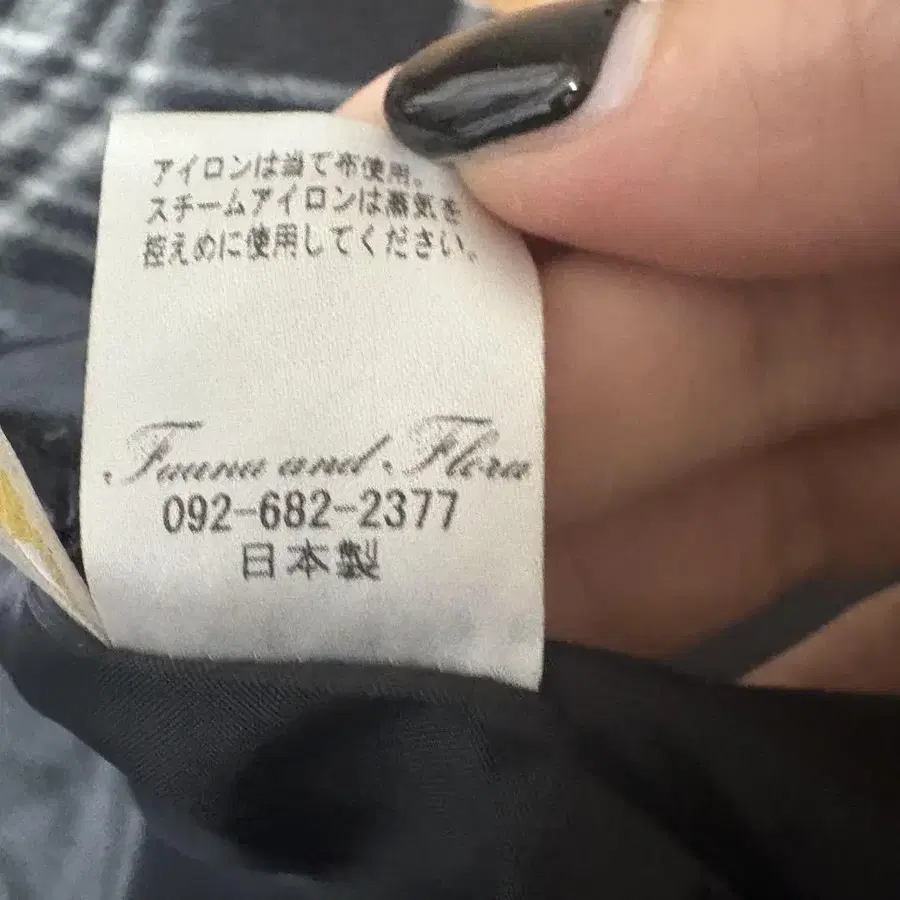 アイロンは当て布使用。
スチームアイロンは蒸気を
控えめに使用してください。
Fauna and Flora
092-682-2377
日本製